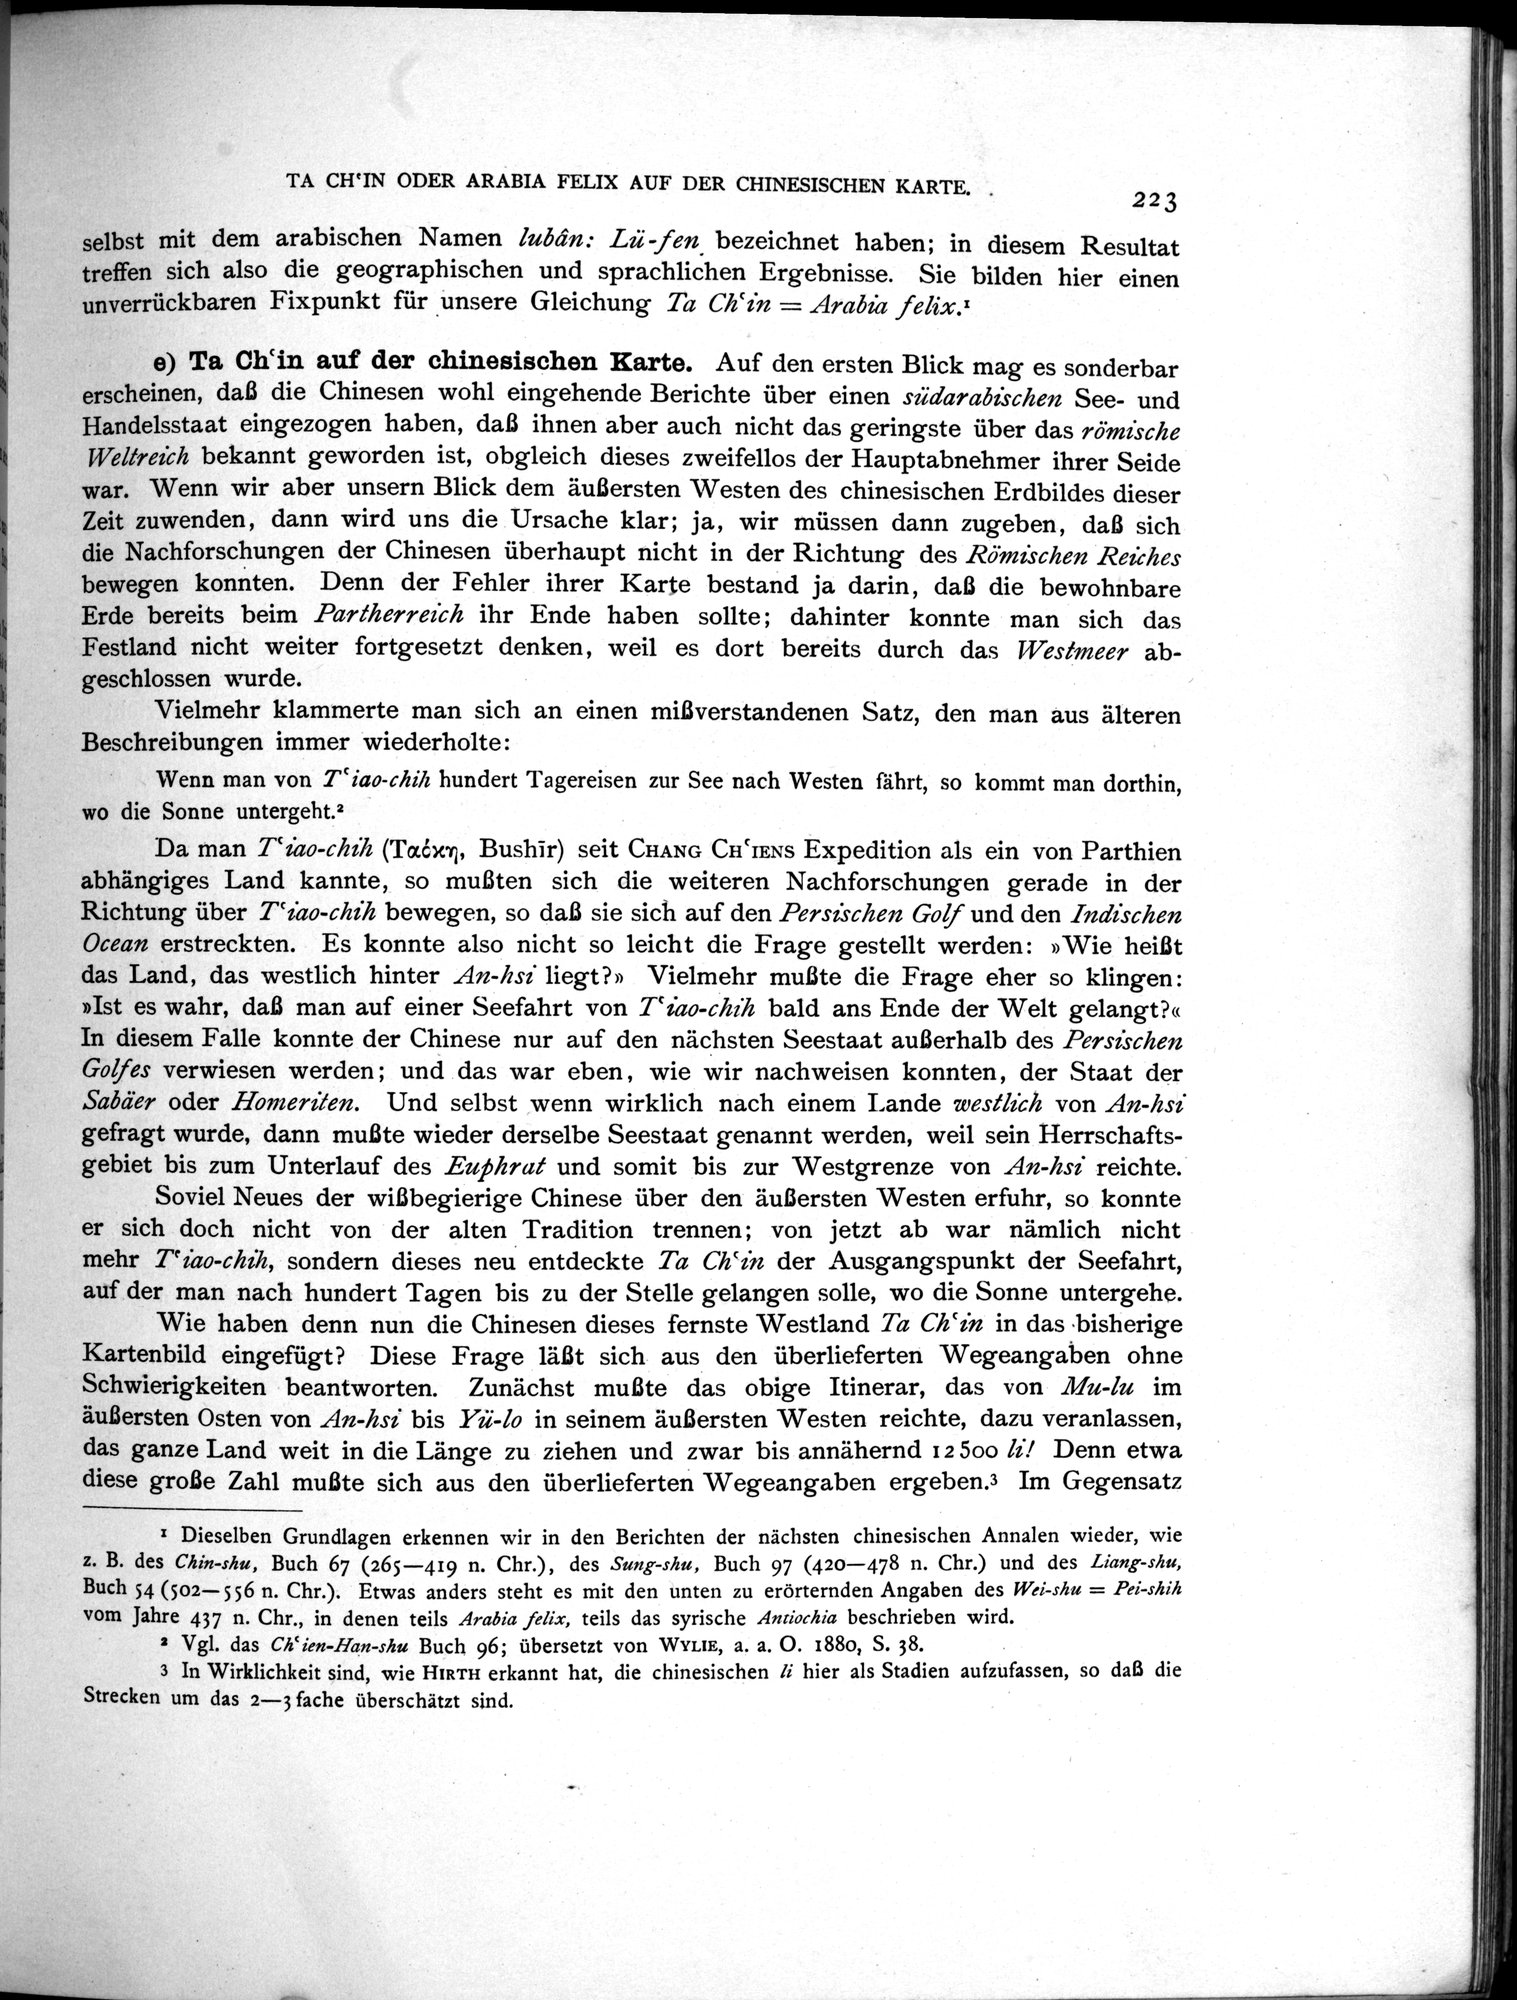 TA CHʿIN ODER ARABIA FELIX AUF DER CHINESISCHEN KARTE.
223
selbst mit dem arabischen Namen lubân: Lü-fen bezeichnet haben; in diesem Resultat
treffen sich also die geographischen und sprachlichen Ergebnisse. Sie bilden hier einen
unverrückbaren Fixpunkt für unsere Gleichung Ta Chʿin = Arabia felix.¹
e) Ta Chʿin auf der chinesischen Karte. Auf den ersten Blick mag es sonderbar
erscheinen, daß die Chinesen wohl eingehende Berichte über einen südarabischen See- und
Handelsstaat eingezogen haben, daß ihnen aber auch nicht das geringste über das römische
Weltreich bekannt geworden ist, obgleich dieses zweifellos der Hauptabnehmer ihrer Seide
war. Wenn wir aber unsern Blick dem äußersten Westen des chinesischen Erdbildes dieser
Zeit zuwenden, dann wird uns die Ursache klar; ja, wir müssen dann zugeben, daß sich
die Nachforschungen der Chinesen überhaupt nicht in der Richtung des Römischen Reiches
bewegen konnten. Denn der Fehler ihrer Karte bestand ja darin, daß die bewohnbare
Erde bereits beim Partherreich ihr Ende haben sollte; dahinter konnte man sich das
Festland nicht weiter fortgesetzt denken, weil es dort bereits durch das Westmeer ab-
geschlossen wurde.
Vielmehr klammerte man sich an einen mißverstandenen Satz, den man aus älteren
Beschreibungen immer wiederholte:
Wenn man von Tʿiao-chih hundert Tagereisen zur See nach Westen fährt, so kommt man dorthin,
wo die Sonne untergeht.²
Da man Tʿiao-chih (Ταόκη, Bushīr) seit CHANG CHʿIENS Expedition als ein von Parthien
abhängiges Land kannte, so mußten sich die weiteren Nachforschungen gerade in der
Richtung über Tʿiao-chih bewegen, so daß sie sich auf den Persischen Golf und den Indischen
Ocean erstreckten. Es konnte also nicht so leicht die Frage gestellt werden: »Wie heißt
das Land, das westlich hinter An-hsi liegt?» Vielmehr mußte die Frage eher so klingen:
»Ist es wahr, daß man auf einer Seefahrt von Tʿiao-chih bald ans Ende der Welt gelangt?«
In diesem Falle konnte der Chinese nur auf den nächsten Seestaat außerhalb des Persischen
Golfes verwiesen werden; und das war eben, wie wir nachweisen konnten, der Staat der
Sabäer oder Homeriten. Und selbst wenn wirklich nach einem Lande westlich von An-hsi
gefragt wurde, dann mußte wieder derselbe Seestaat genannt werden, weil sein Herrschafts-
gebiet bis zum Unterlauf des Euphrat und somit bis zur Westgrenze von An-hsi reichte.
Soviel Neues der wißbegierige Chinese über den äußersten Westen erfuhr, so konnte
er sich doch nicht von der alten Tradition trennen; von jetzt ab war nämlich nicht
mehr Tʿiao-chih, sondern dieses neu entdeckte Ta Chʿin der Ausgangspunkt der Seefahrt,
auf der man nach hundert Tagen bis zu der Stelle gelangen solle, wo die Sonne untergehe.
Wie haben denn nun die Chinesen dieses fernste Westland Ta Chʿin in das bisherige
Kartenbild eingefügt? Diese Frage läßt sich aus den überlieferten Wegeangaben ohne
Schwierigkeiten beantworten. Zunächst mußte das obige Itinerar, das von Mu-lu im
äußersten Osten von An-hsi bis Yü-lo in seinem äußersten Westen reichte, dazu veranlassen,
das ganze Land weit in die Länge zu ziehen und zwar bis annähernd 12 500 li! Denn etwa
diese große Zahl mußte sich aus den überlieferten Wegeangaben ergeben.³ Im Gegensatz
¹ Dieselben Grundlagen erkennen wir in den Berichten der nächsten chinesischen Annalen wieder, wie
z. B. des Chin-shu, Buch 67 (265—419 n. Chr.), des Sung-shu, Buch 97 (420—478 n. Chr.) und des Liang-shu,
Buch 54 (502—556 n. Chr.). Etwas anders steht es mit den unten zu erörternden Angaben des Wei-shu = Pei-shih
vom Jahre 437 n. Chr., in denen teils Arabia felix, teils das syrische Antiochia beschrieben wird.
² Vgl. das Chʿien-Han-shu Buch 96; übersetzt von WYLIE, a. a. O. 1880, S. 38.
³ In Wirklichkeit sind, wie HIRTH erkannt hat, die chinesischen li hier als Stadien aufzufassen, so daß die
Strecken um das 2—3fache überschätzt sind.